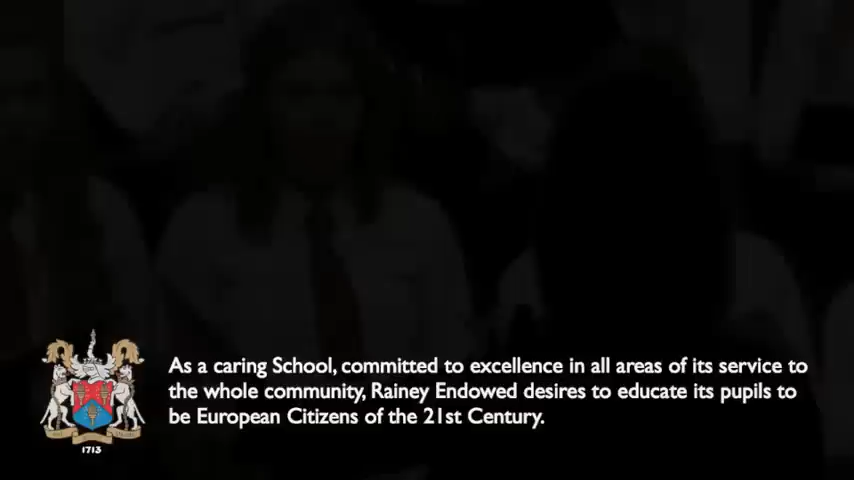 As a caring School, committed to excellence in all areas of its service to
the whole community, Rainey Endowed desires to educate its pupils to
be European Citizens of the 21st Century.
1713